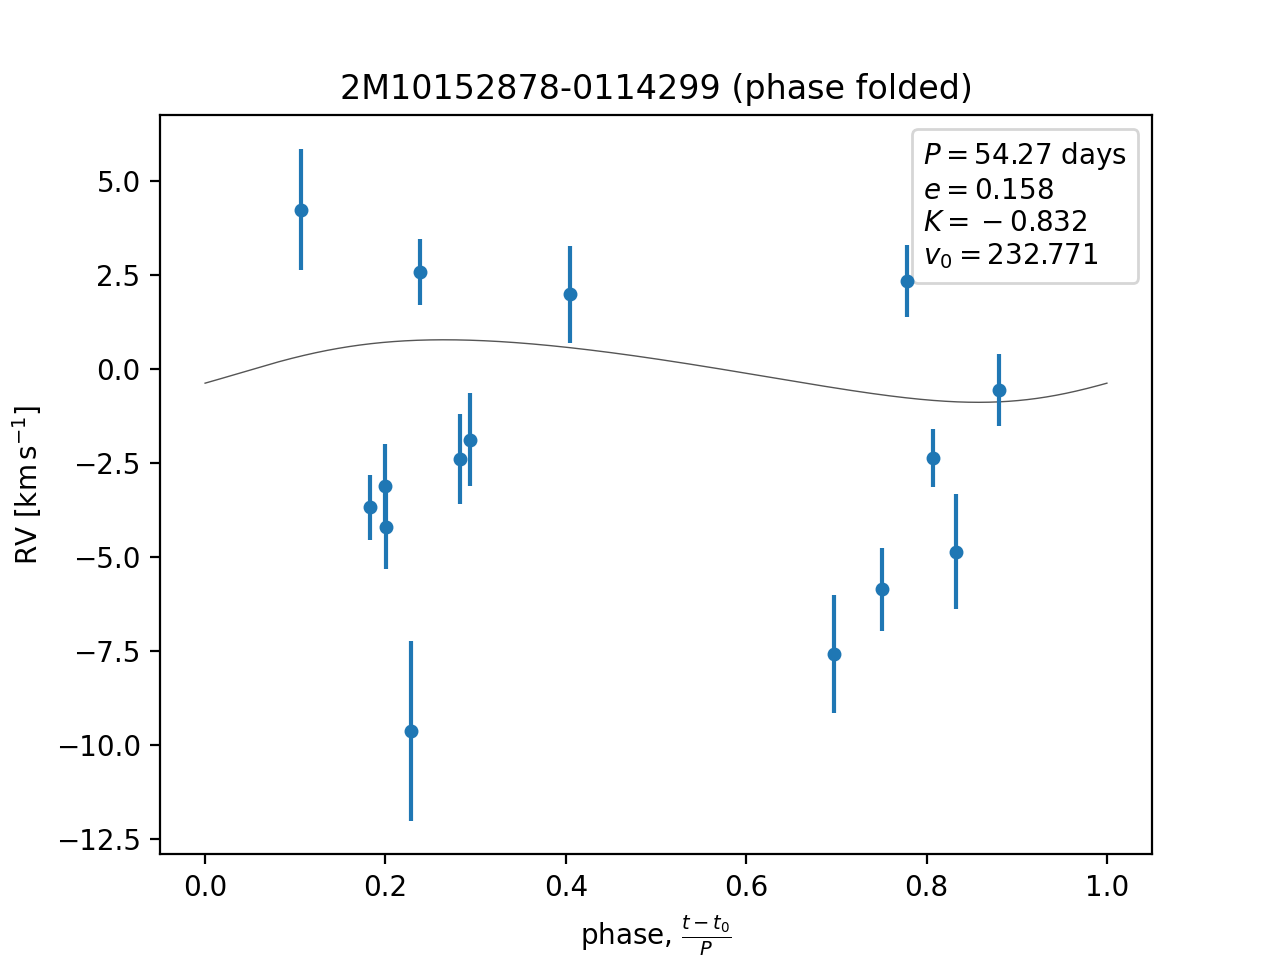 2M10152878-0114299 (phase folded)
P = 54.27 days
e = 0.158
K = −0.832
v₀ = 232.771
5.0
2.5
0.0
−2.5
−5.0
−7.5
−10.0
−12.5
RV [km s⁻¹]
0.0 0.2 0.4 0.6 0.8 1.0
phase, (t − t₀)/P